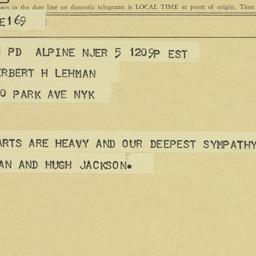 own in the date line on domestic telegrams is LOCAL TIME at point of origin. Time
E169
PD ALPINE NJER 5 1209P EST
ERBERT H LEHMAN
0 PARK AVE NYK
ARTS ARE HEAVY AND OUR DEEPEST SYMPATHY
AN AND HUGH JACKSON.